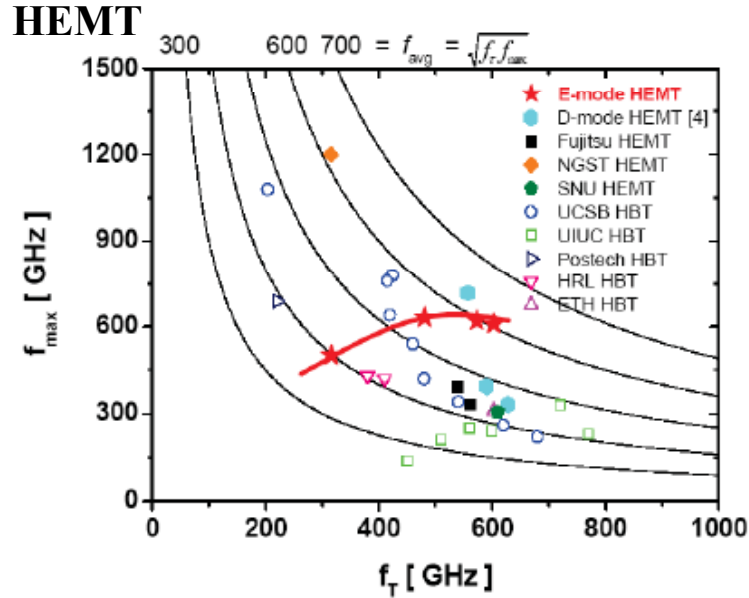 HEMT
300 600 700 = f_avg = √f_T f_max
1500
1200
900
600
300
0
f_max [ GHz ]
E-mode HEMT
D-mode HEMT [4]
Fujitsu HEMT
NGST HEMT
SNU HEMT
UCSB HBT
UIUC HBT
Postech HBT
HRL HBT
ETH HBT
0 200 400 600 800 1000
f_T [ GHz ]